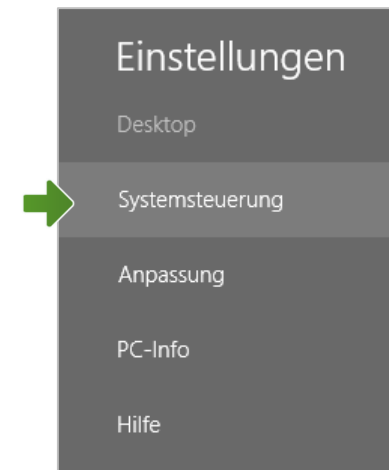 Einstellungen
Desktop
Systemsteuerung
Anpassung
PC-Info
Hilfe